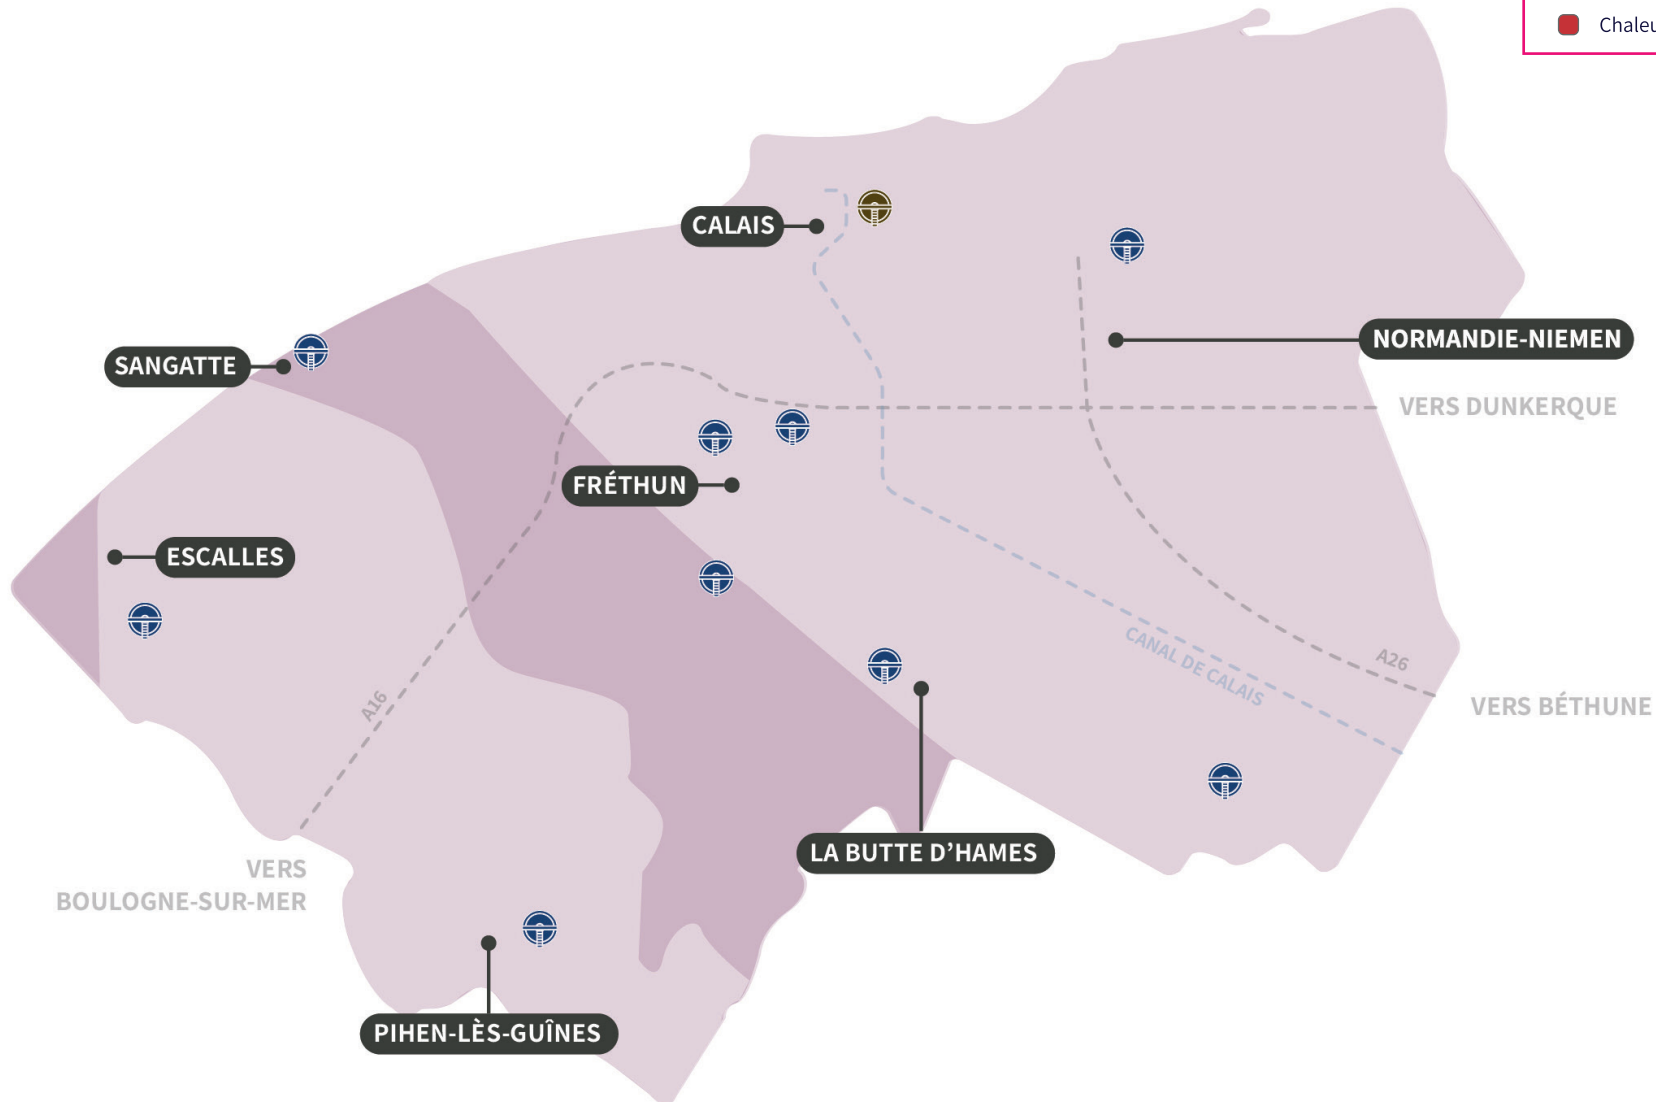 CALAIS
SANGATTE
NORMANDIE-NIEMEN
VERS DUNKERQUE
FRÉTHUN
ESCALLES
CANAL DE CALAIS
A26
A16
VERS BÉTHUNE
LA BUTTE D’HAMES
VERS
BOULOGNE-SUR-MER
PIHEN-LÈS-GUÎNES